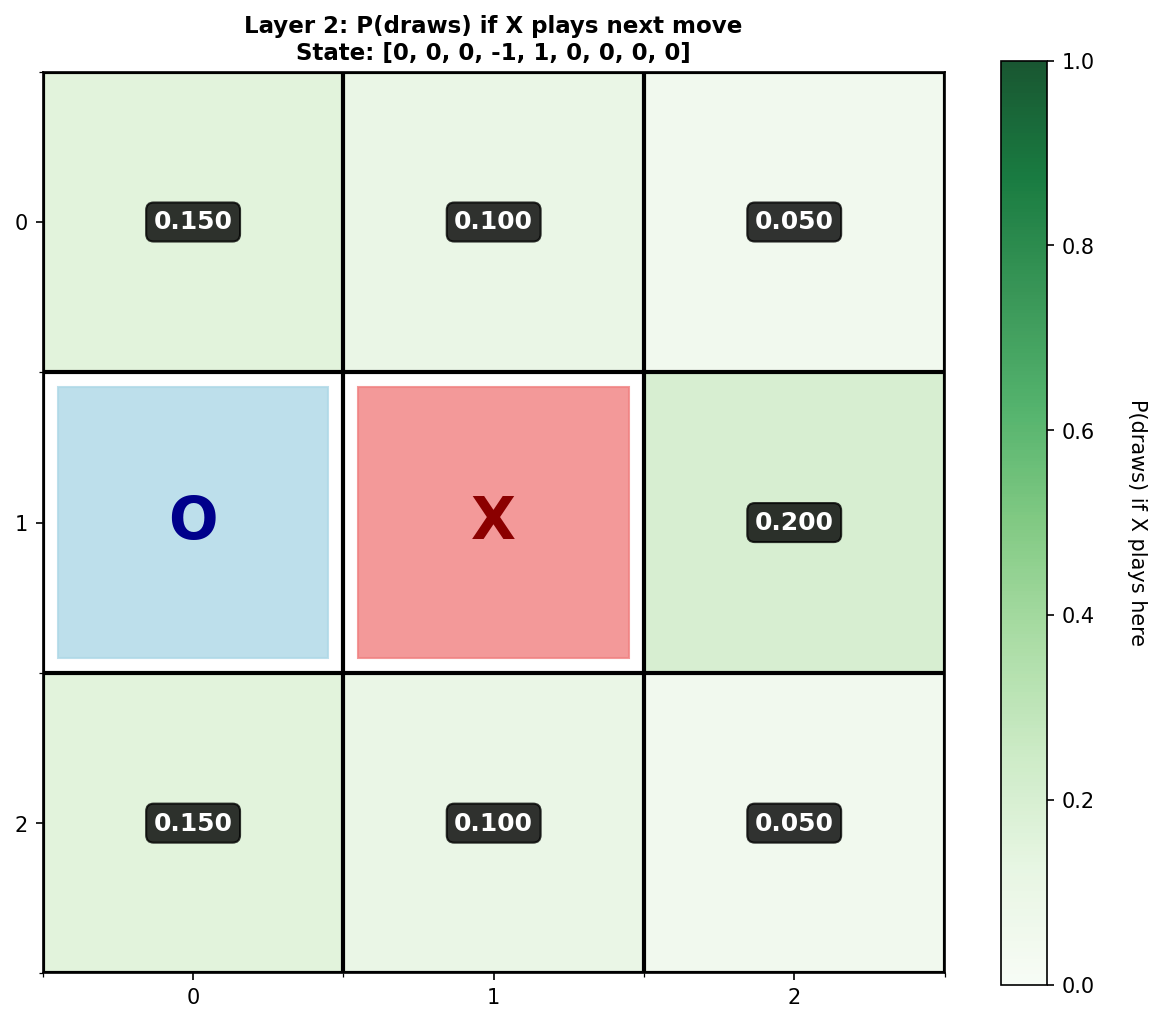 Layer 2: P(draws) if X plays next move
State: [0, 0, 0, -1, 1, 0, 0, 0, 0]
0.150 0.100 0.050
O X 0.200
0.150 0.100 0.050
0
1
2
0 1 2
1.0
0.8
0.6
0.4
0.2
0.0
P(draws) if X plays here